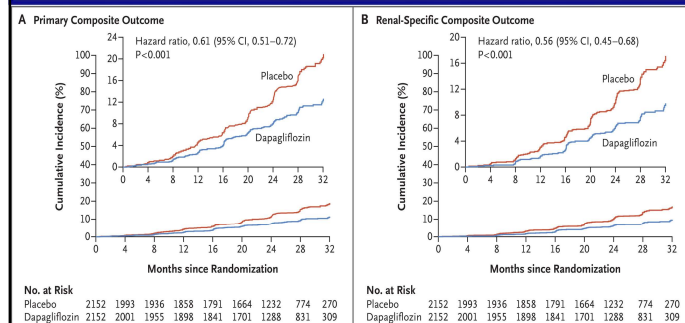 A Primary Composite Outcome
Cumulative Incidence (%)
100
90
80
70
60
50
40
30
20
10
0
24
20
16
12
8
4
0
Hazard ratio, 0.61 (95% CI, 0.51–0.72)
P<0.001
Placebo
Dapagliflozin
0 4 8 12 16 20 24 28 32
0 4 8 12 16 20 24 28 32
Months since Randomization
No. at Risk
Placebo 2152 1993 1936 1858 1791 1664 1232 774 270
Dapagliflozin 2152 2001 1955 1898 1841 1701 1288 831 309
B Renal-Specific Composite Outcome
Cumulative Incidence (%)
100
90
80
70
60
50
40
30
20
10
0
20
16
12
8
4
0
Hazard ratio, 0.56 (95% CI, 0.45–0.68)
P<0.001
Placebo
Dapagliflozin
0 4 8 12 16 20 24 28 32
0 4 8 12 16 20 24 28 32
Months since Randomization
No. at Risk
Placebo 2152 1993 1936 1858 1791 1664 1232 774 270
Dapagliflozin 2152 2001 1955 1898 1841 1701 1288 831 309